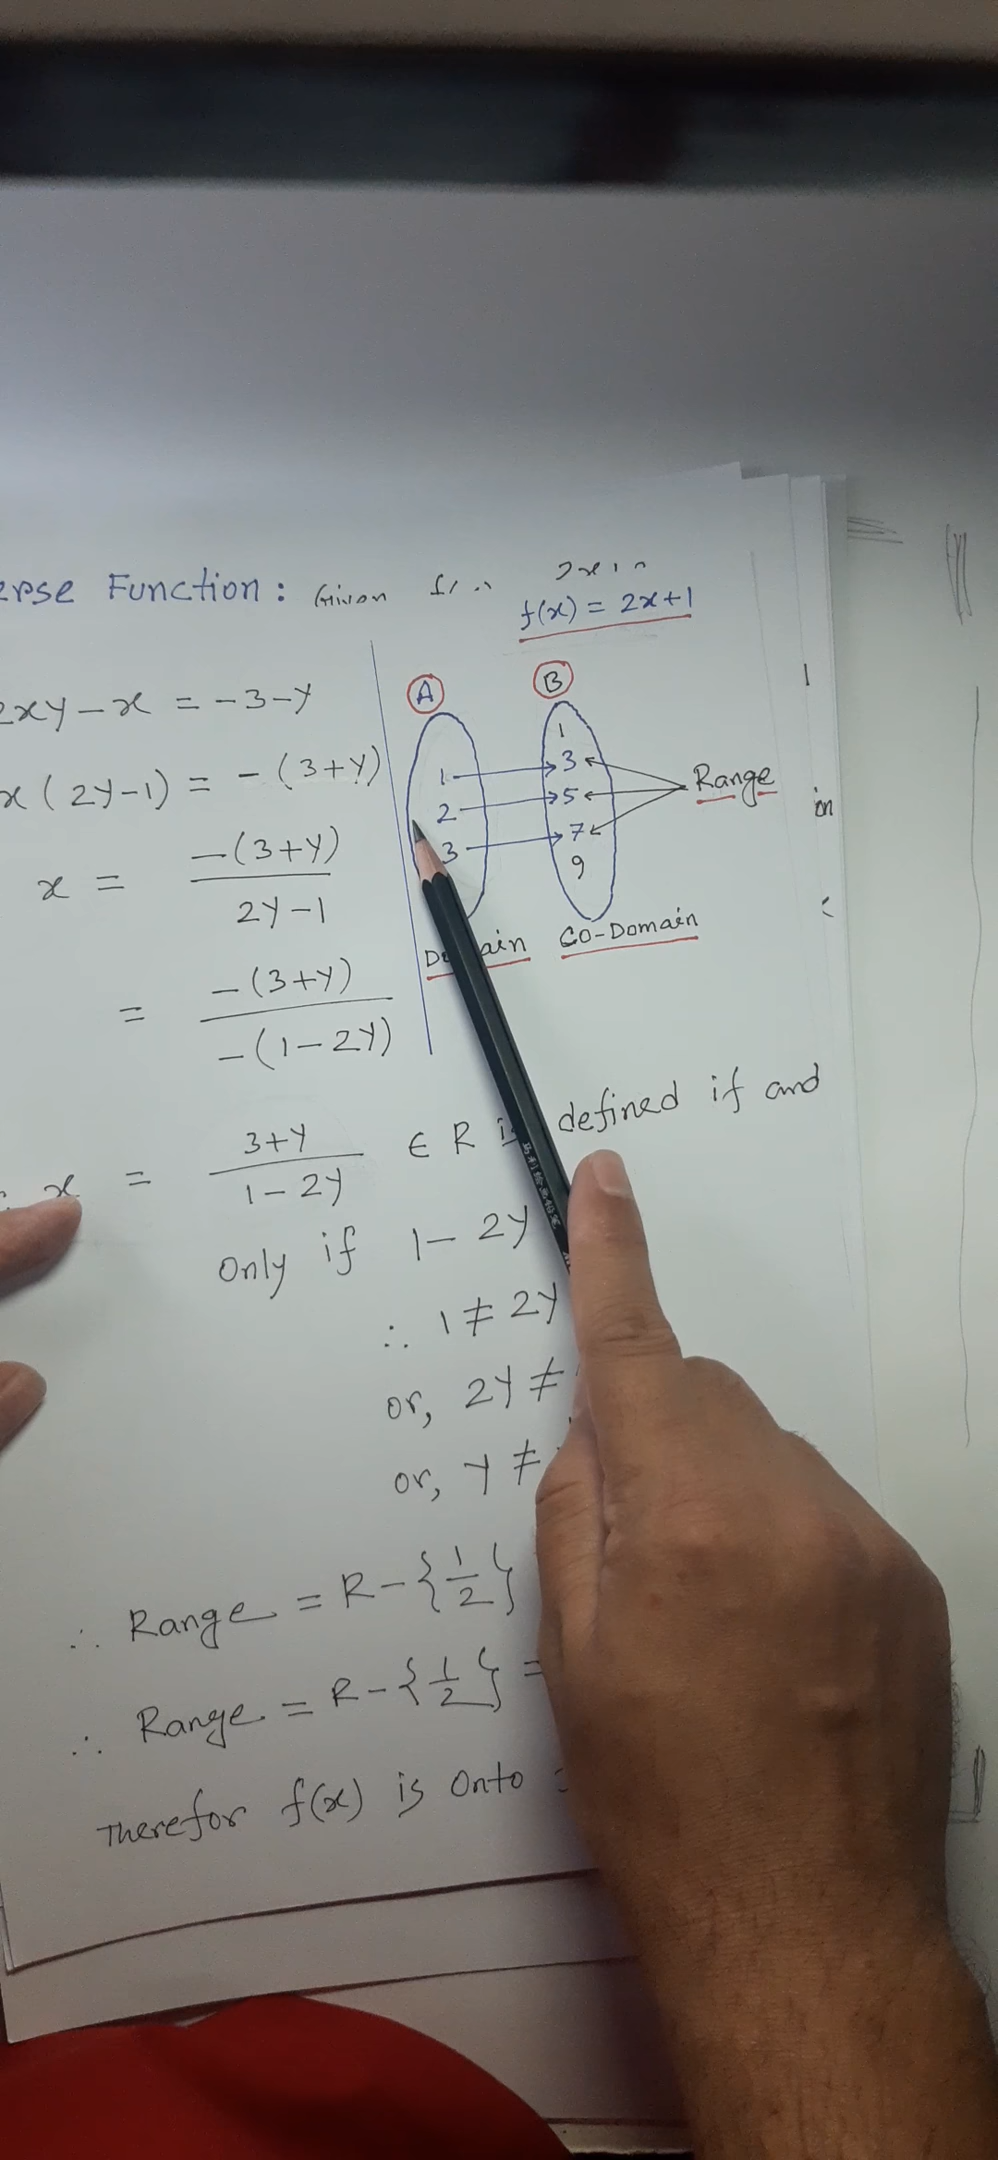 erse Function: Given
f(x) = 2x+1
A B
2xy - x = -3-y
x(2y-1) = -(3+y)
x = -(3+y) / 2y-1
= -(3+y) / -(1-2y)
1
1 3
2 5 Range
3 7
9
Co-Domain
in
x = 3+y / 1-2y ∈ R defined if and
Only if 1-2y
∴ 1 ≠ 2y
or, 2y ≠
or, y ≠
∴ Range = R-{1/2}
∴ Range = R-{1/2} =
Therefor f(x) is Onto